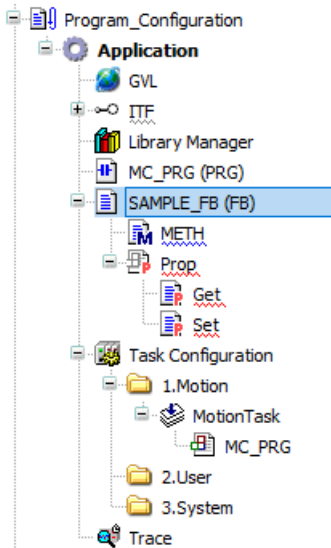 Program_Configuration
Application
GVL
ITF
Library Manager
MC_PRG (PRG)
SAMPLE_FB (FB)
METH
Prop
Get
Set
Task Configuration
1.Motion
MotionTask
MC_PRG
2.User
3.System
Trace